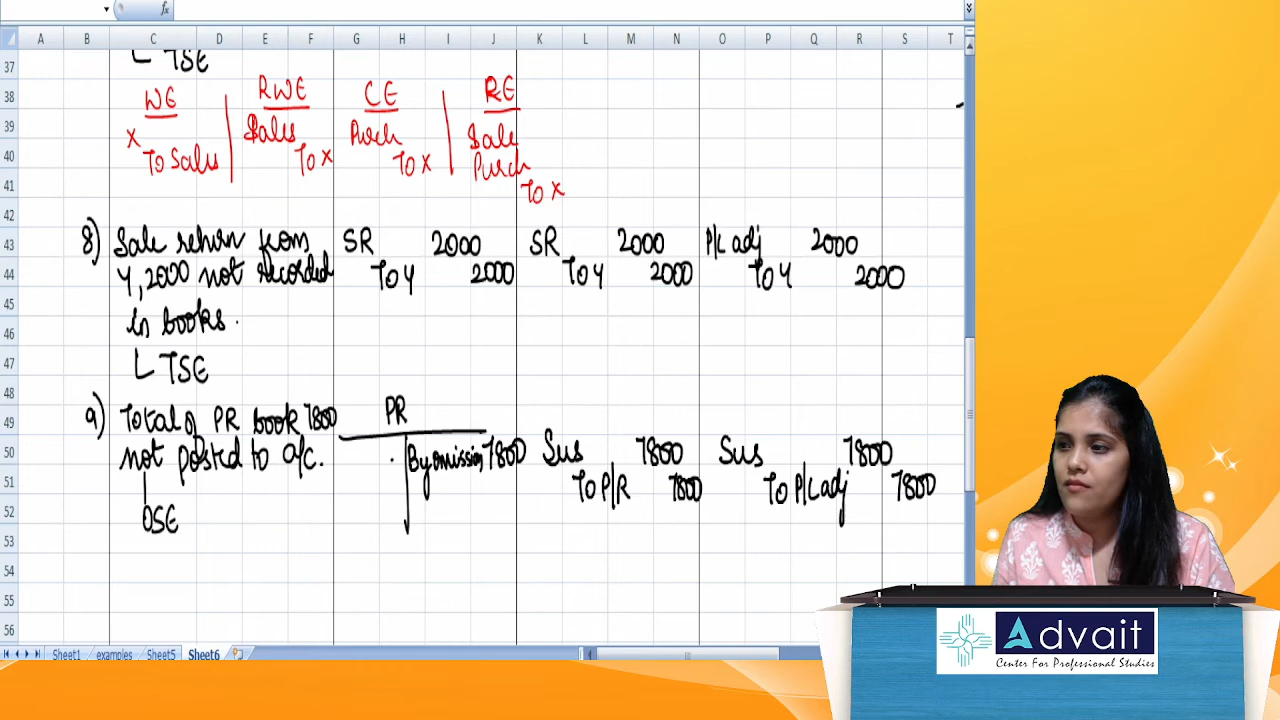 fx
A B C D E F G H I J K L M N O P Q R S T
37
38
39
40
41
42
43
44
45
46
47
48
49
50
51
52
53
54
55
56
L TSE
WE RWE CE RE
X Sales Purch Sale
To Sales To X To X Purch
To X
8) Sale return from SR 2000 SR 2000 P/L adj 2000
Y, 2000 not recorded To Y 2000 To Y 2000 To Y 2000
in books.
L TSE
9) Total of PR book 7800 PR
not posted to a/c. By omission 7800 Sus 7800 Sus 7800
To P/R 7800 To P/L adj 7800
OSE
Sheet1 examples Sheet5 Sheet6
Advait
Center For Professional Studies